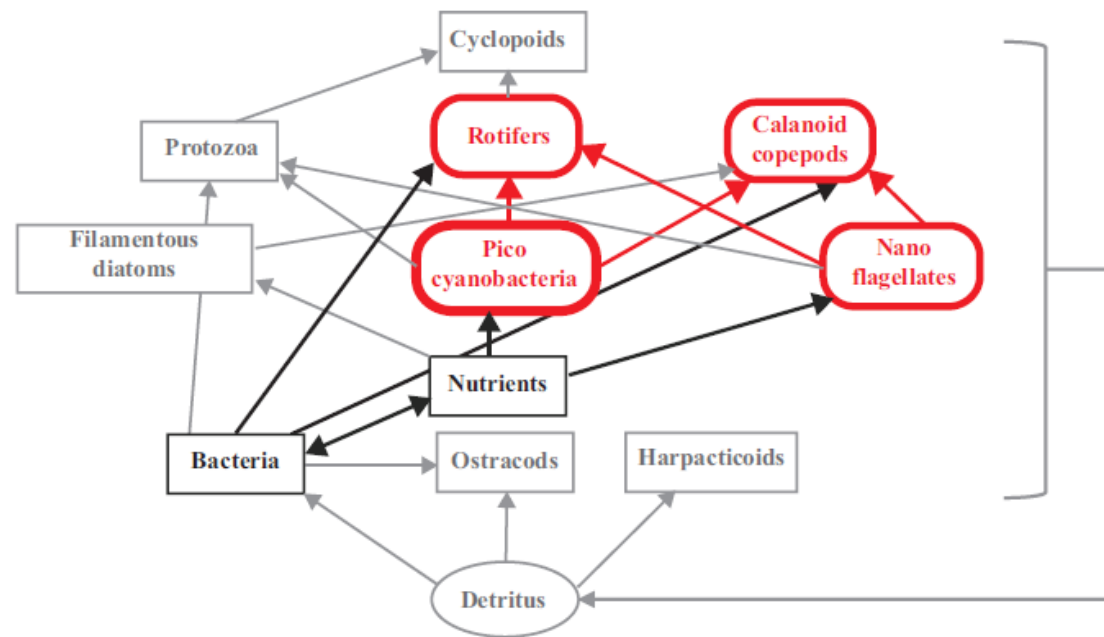 Cyclopoids
Rotifers
Calanoid
copepods
Protozoa
Filamentous
diatoms
Pico
cyanobacteria
Nano
flagellates
Nutrients
Bacteria
Ostracods
Harpacticoids
Detritus